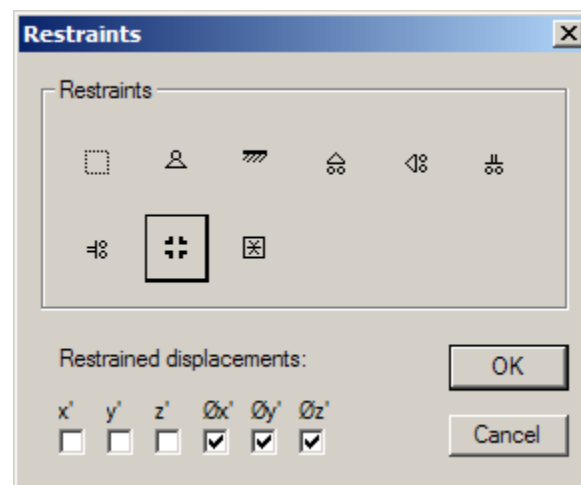 Restraints
Restraints
Restrained displacements:
OK
x' y' z' Øx' Øy' Øz'
Cancel